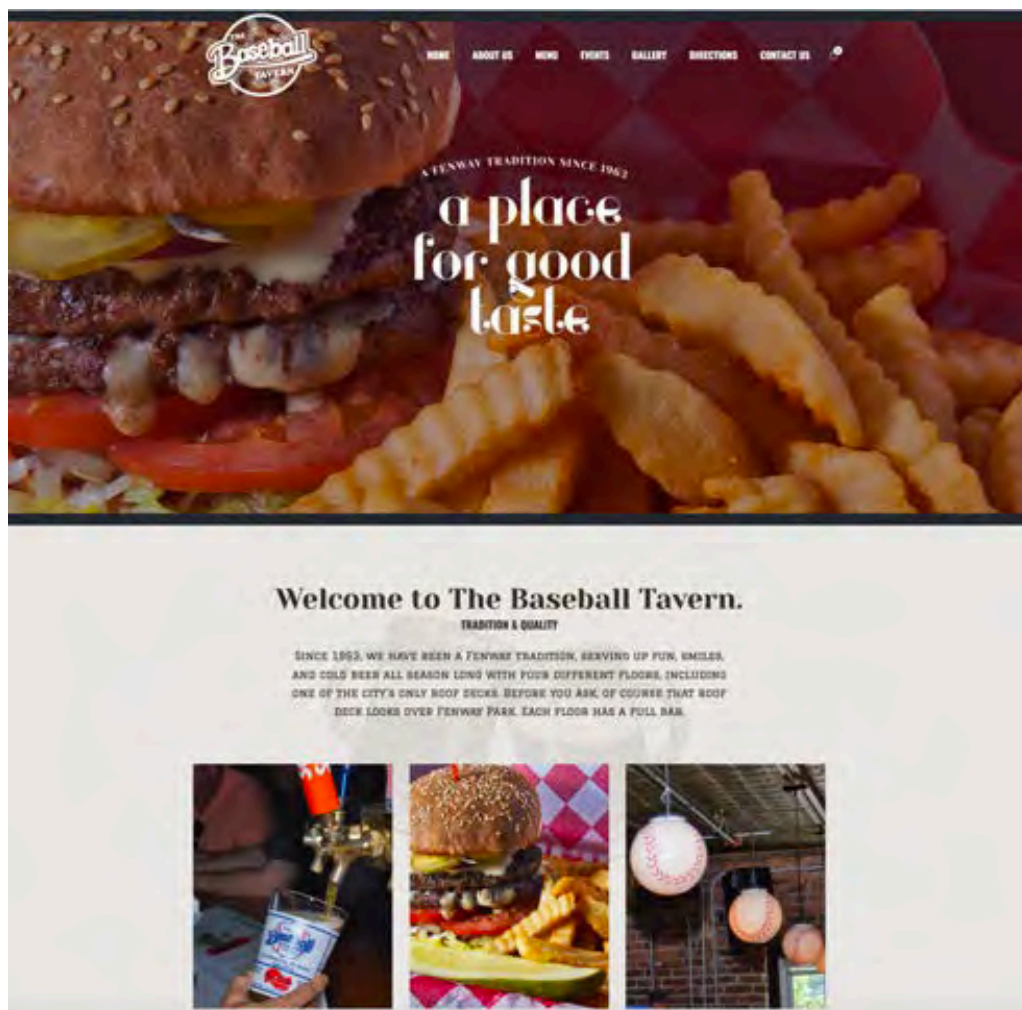 THE
Baseball
TAVERN
HOME ABOUT US MENU EVENTS GALLERY DIRECTIONS CONTACT US
A FENWAY TRADITION SINCE 1963
a place
for good
taste
Welcome to The Baseball Tavern.
TRADITION & QUALITY
Since 1963, we have been a Fenway tradition, serving up fun, smiles,
and cold beer all season long with four different floors, including
one of the city's only roof decks. Before you ask, of course that roof
deck looks over Fenway Park. Each floor has a full bar.